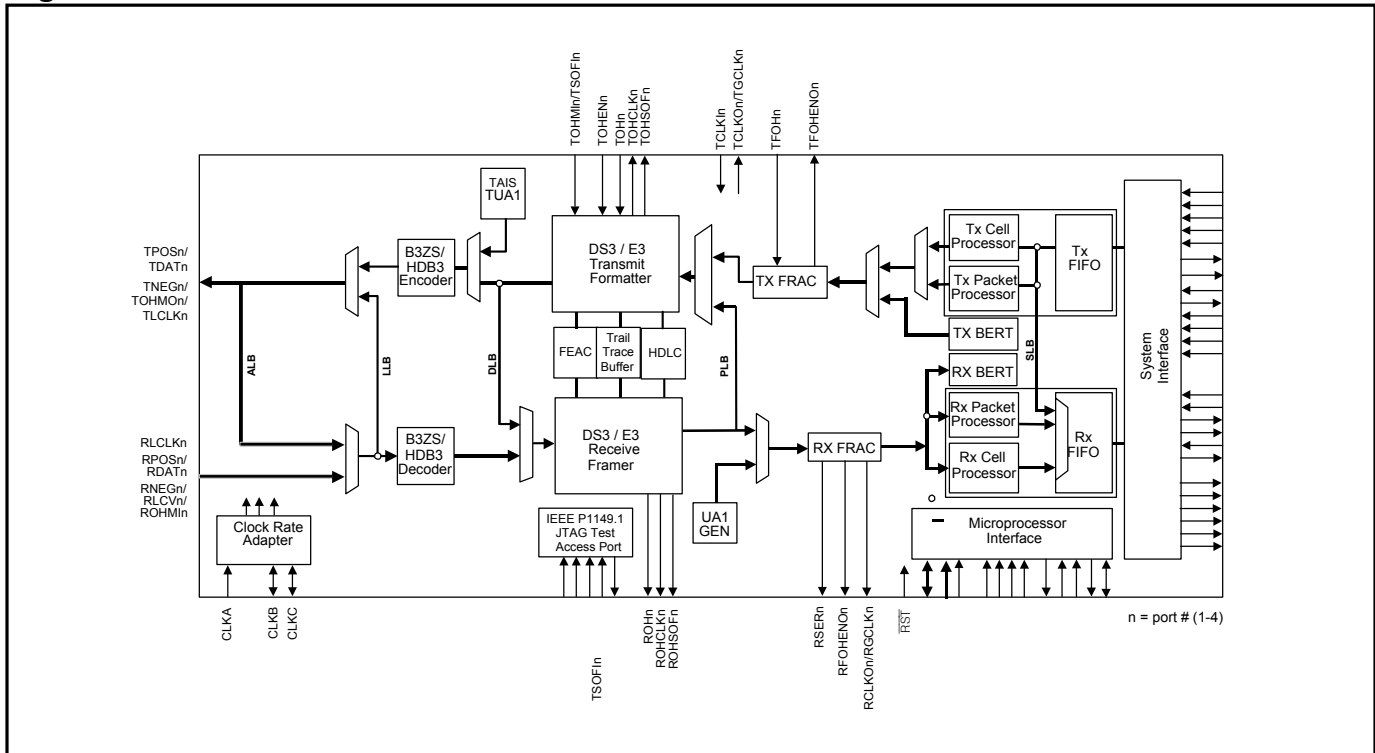 TOHMIn/TSOFIn
TOHENn
TOHn
TOHCLKn
TOHSOFn
TCLKIn
TCLKOn/TGCLKn
TFOHn
TFOHENOn
TAIS
TUA1
TPOSn/
TDATn
TNEGn/
TOHMOn/
TLCLKn
B3ZS/
HDB3
Encoder
DS3 / E3
Transmit
Formatter
TX FRAC
Tx Cell
Processor
Tx Packet
Processor
Tx
FIFO
TX BERT
System
Interface
ALB
LLB
DLB
FEAC
Trail
Trace
Buffer
HDLC
PLB
SLB
RX BERT
RLCLKn
RPOSn/
RDATn
RNEGn/
RLCVn/
ROHMIn
B3ZS/
HDB3
Decoder
DS3 / E3
Receive
Framer
RX FRAC
Rx Packet
Processor
Rx Cell
Processor
Rx
FIFO
UA1
GEN
Clock Rate
Adapter
IEEE P1149.1
JTAG Test
Access Port
Microprocessor
Interface
CLKA
CLKB
CLKC
TSOFIn
ROHn
ROHCLKn
ROHSOFn
RSERn
RFOHENOn
RCLKOn/RGCLKn
RST
n = port # (1-4)